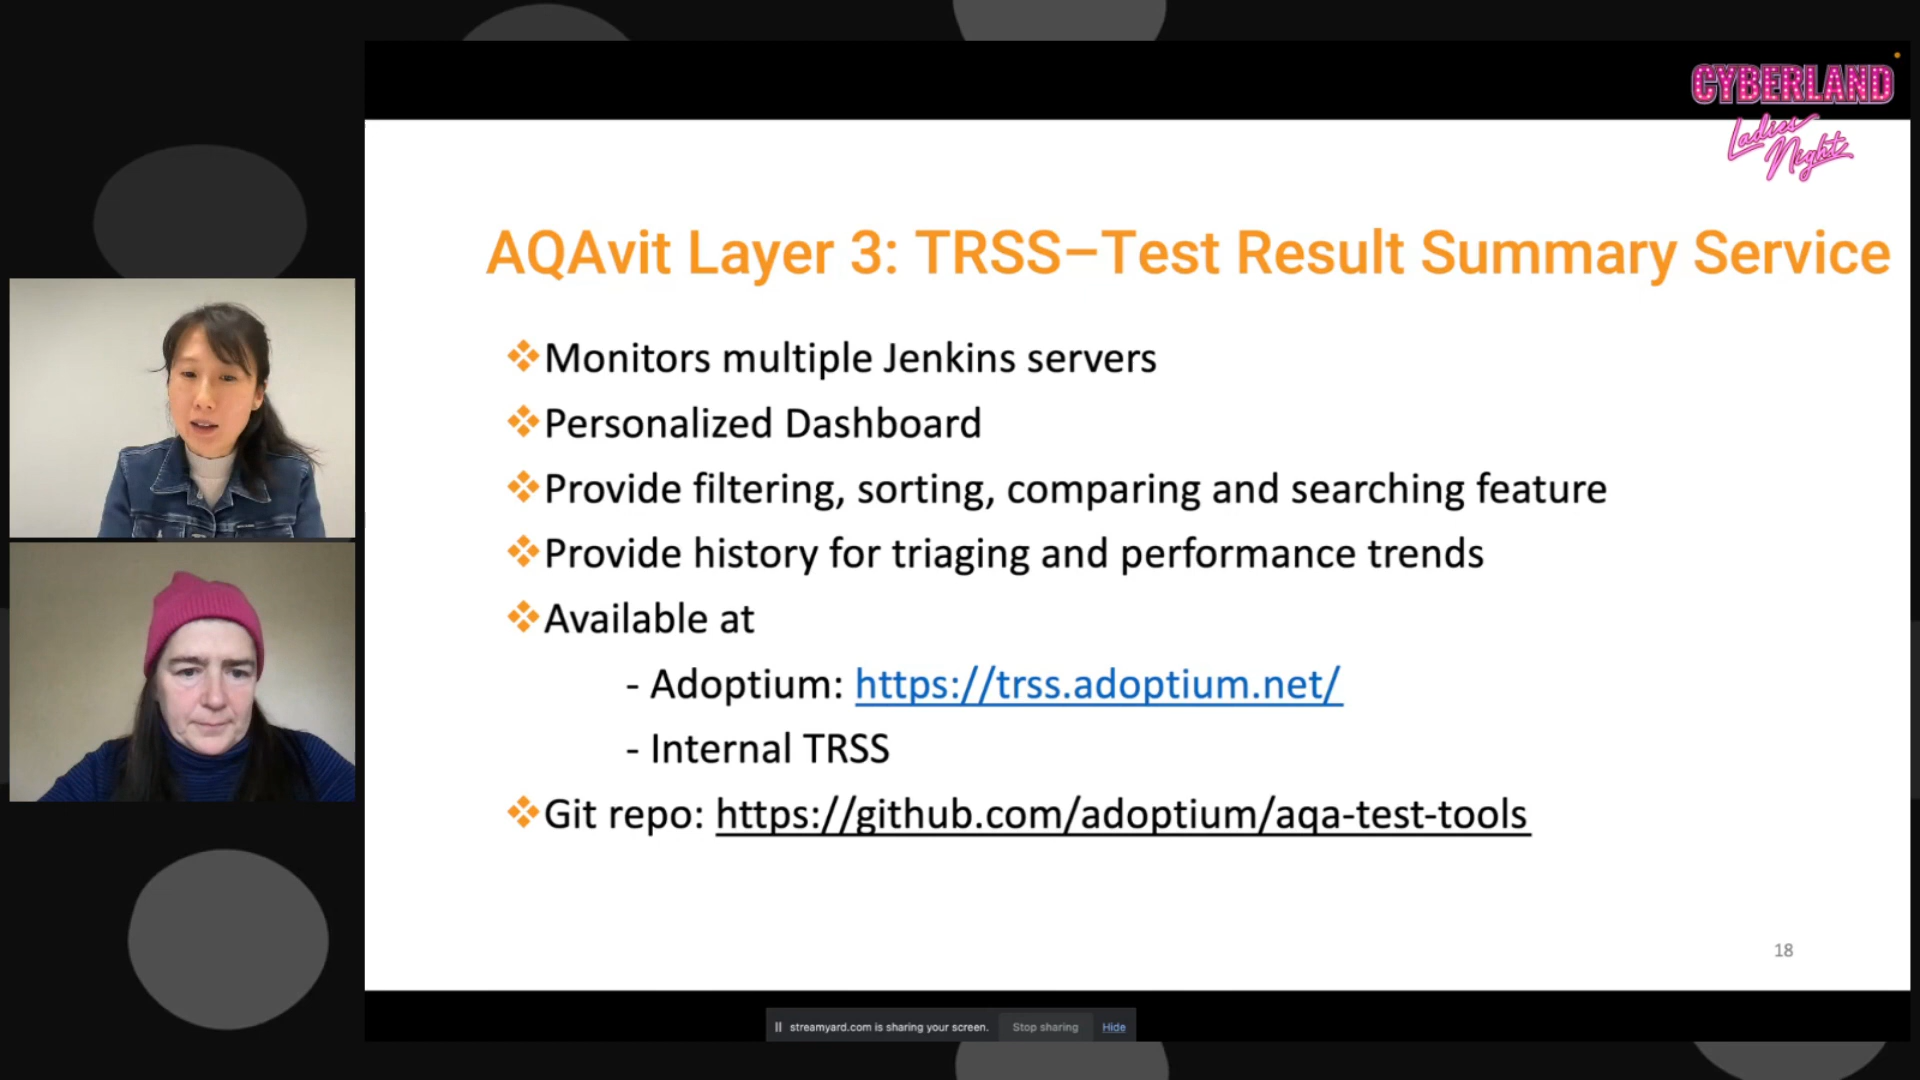 CYBERLAND
Ladies
Night
AQAvit Layer 3: TRSS–Test Result Summary Service
❖Monitors multiple Jenkins servers
❖Personalized Dashboard
❖Provide filtering, sorting, comparing and searching feature
❖Provide history for triaging and performance trends
❖Available at
- Adoptium: https://trss.adoptium.net/
- Internal TRSS
❖Git repo: https://github.com/adoptium/aqa-test-tools
18
streamyard.com is sharing your screen. Stop sharing Hide